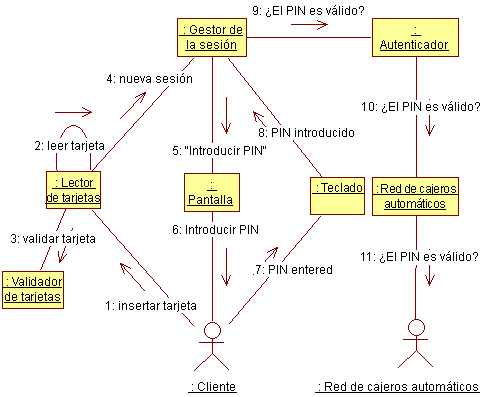 9: ¿El PIN es válido?
: Gestor de
la sesión
:
Autenticador
4: nueva sesión
10: ¿El PIN es válido?
8: PIN introducido
2: leer tarjeta
5: "Introducir PIN"
: Lector
de tarjetas
:
Pantalla
: Teclado
: Red de cajeros
automáticos
3: validar tarjeta
6: Introducir PIN
11: ¿El PIN es válido?
7: PIN entered
: Validador
de tarjetas
1: insertar tarjeta
: Cliente
: Red de cajeros automáticos